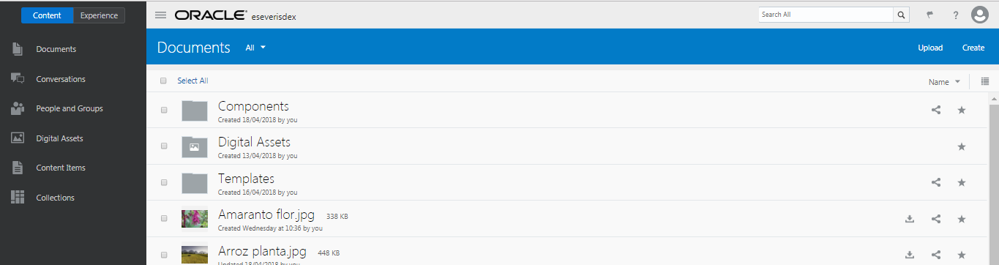 Content Experience
ORACLE® eseverisdex
Search All
?
Documents
Conversations
People and Groups
Digital Assets
Content Items
Collections
Documents All
Upload Create
Select All
Name
Components
Created 18/04/2018 by you
Digital Assets
Created 13/04/2018 by you
Templates
Created 16/04/2018 by you
Amaranto flor.jpg 338 KB
Created Wednesday at 10:36 by you
Arroz planta.jpg 448 KB
Updated 18/04/2018 by you